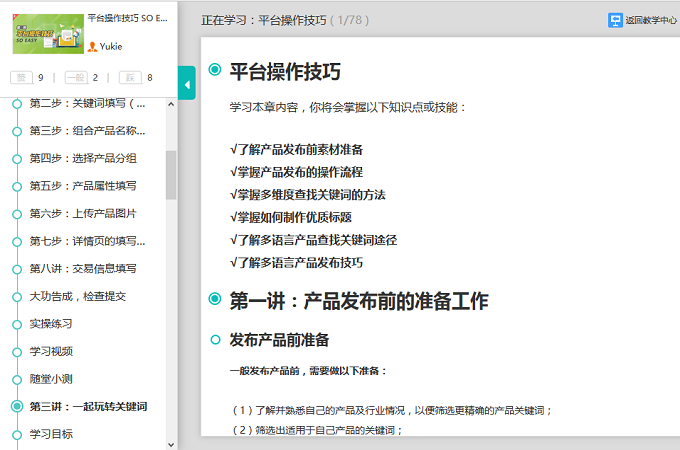 平台操作技巧 SO E...
Yukie
赞 9 一般 2 踩 8
第二步：关键词填写（...
第三步：组合产品名称...
第四步：选择产品分组
第五步：产品属性填写
第六步：上传产品图片
第七步：详情页的填写...
第八讲：交易信息填写
大功告成，检查提交
实操练习
学习视频
随堂小测
第三讲：一起玩转关键词
学习目标
正在学习：平台操作技巧（1/78）
返回教学中心
平台操作技巧
学习本章内容，你将会掌握以下知识点或技能：
√了解产品发布前素材准备
√掌握产品发布的操作流程
√掌握多维度查找关键词的方法
√掌握如何制作优质标题
√了解多语言产品查找关键词途径
√了解多语言产品发布技巧
第一讲：产品发布前的准备工作
发布产品前准备
一般发布产品前，需要做以下准备：
（1）了解并熟悉自己的产品及行业情况，以便筛选更精确的产品关键词；
（2）筛选出适用于自己产品的关键词；